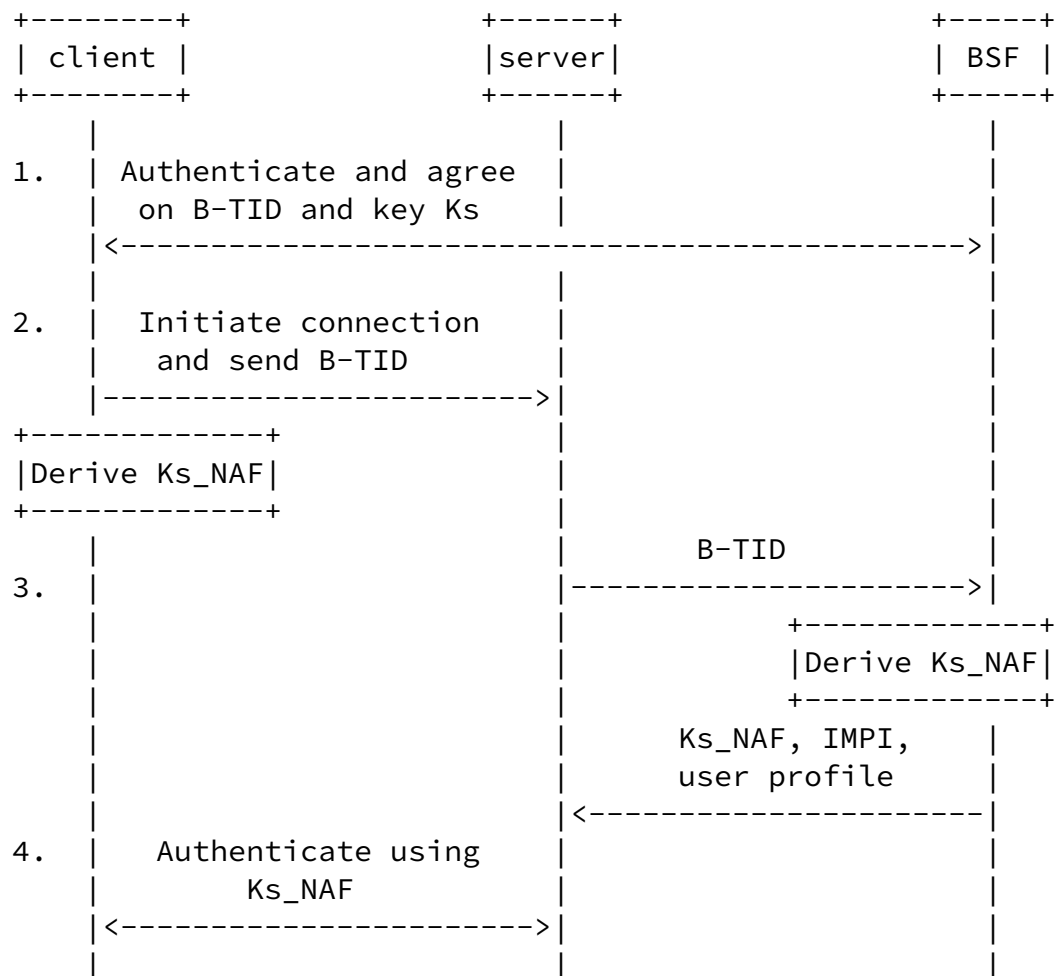 client server BSF
1. Authenticate and agree
on B-TID and key Ks
2. Initiate connection
and send B-TID
Derive Ks_NAF
B-TID
3.
Derive Ks_NAF
Ks_NAF, IMPI,
user profile
4. Authenticate using
Ks_NAF